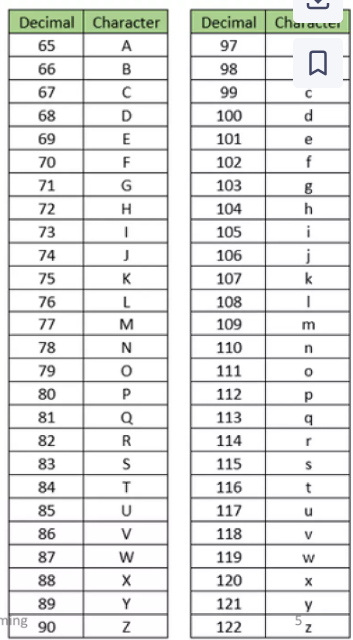 Decimal Character Decimal Character
65 A 97
66 B 98
67 C 99 c
68 D 100 d
69 E 101 e
70 F 102 f
71 G 103 g
72 H 104 h
73 I 105 i
74 J 106 j
75 K 107 k
76 L 108 l
77 M 109 m
78 N 110 n
79 O 111 o
80 P 112 p
81 Q 113 q
82 R 114 r
83 S 115 s
84 T 116 t
85 U 117 u
86 V 118 v
87 W 119 w
88 X 120 x
89 Y 121 y
ming 5
90 Z 122 z